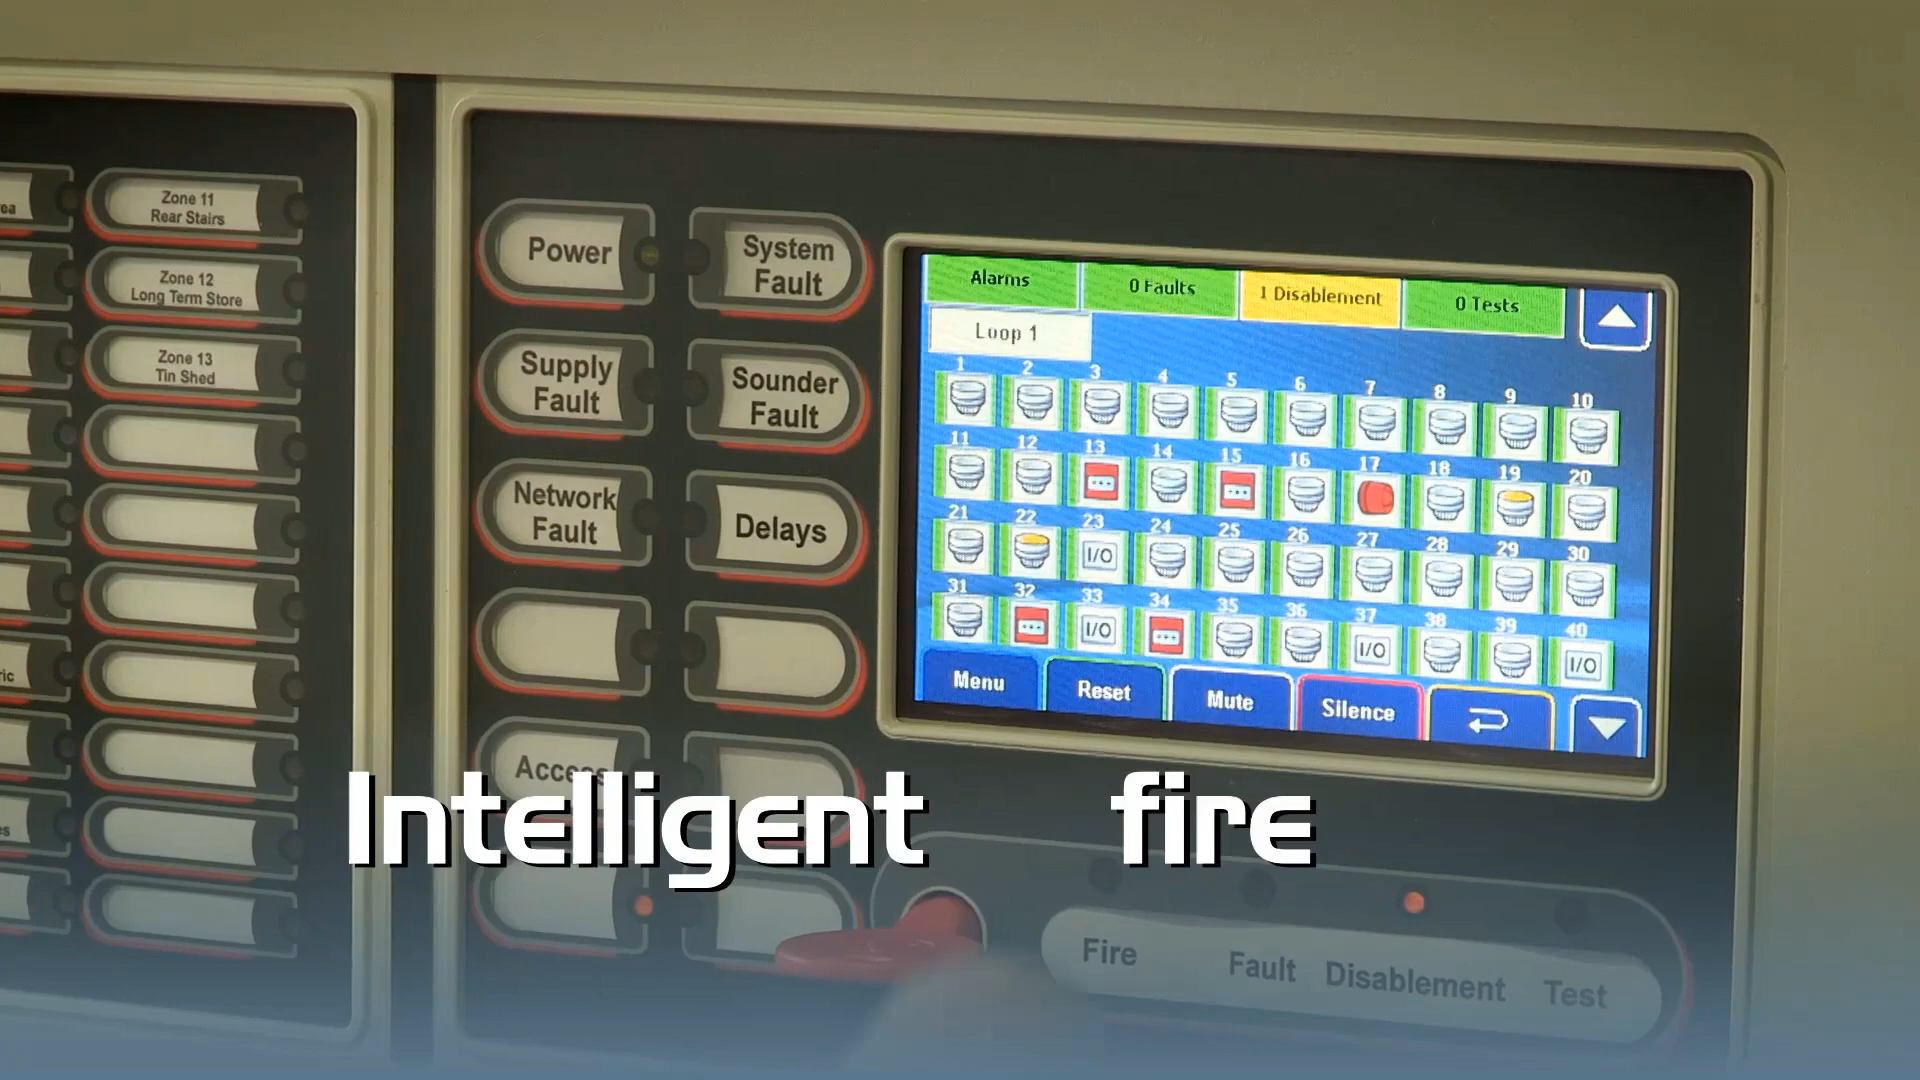 ea
Zone 11
Rear Stairs
Zone 12
Long Term Store
Zone 13
Tin Shed
ric
es
Power
System
Fault
Supply
Fault
Sounder
Fault
Network
Fault
Delays
Access
Alarms
0 Faults
1 Disablement
0 Tests
Loop 1
1 2 3 4 5 6 7 8 9 10
11 12 13 14 15 16 17 18 19 20
21 22 23 24 25 26 27 28 29 30
I/O
31 32 33 34 35 36 37 38 39 40
I/O I/O I/O
Menu
Reset
Mute
Silence
Intelligent fire
Fire
Fault
Disablement
Test